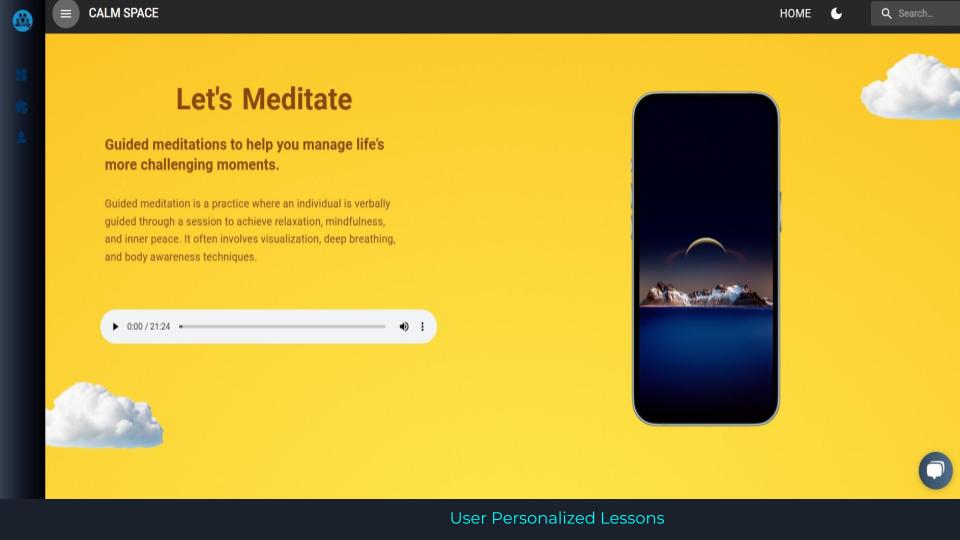 CALM SPACE
HOME
Search...
Let's Meditate
Guided meditations to help you manage life's
more challenging moments.
Guided meditation is a practice where an individual is verbally
guided through a session to achieve relaxation, mindfulness,
and inner peace. It often involves visualization, deep breathing,
and body awareness techniques.
0:00 / 21:24
User Personalized Lessons